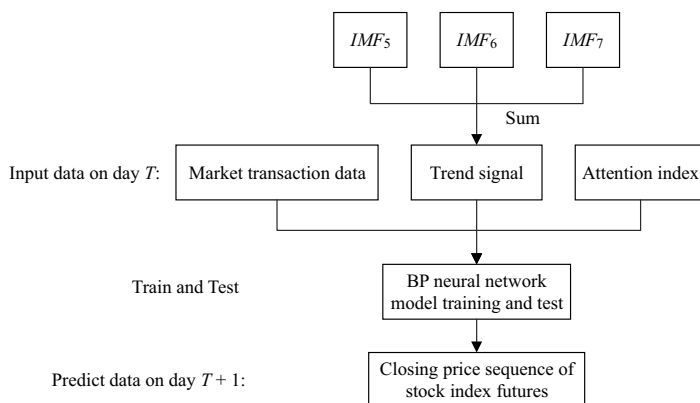 IMF5 IMF6 IMF7
Sum
Input data on day T: Market transaction data Trend signal Attention index
Train and Test
BP neural network
model training and test
Predict data on day T + 1:
Closing price sequence of
stock index futures